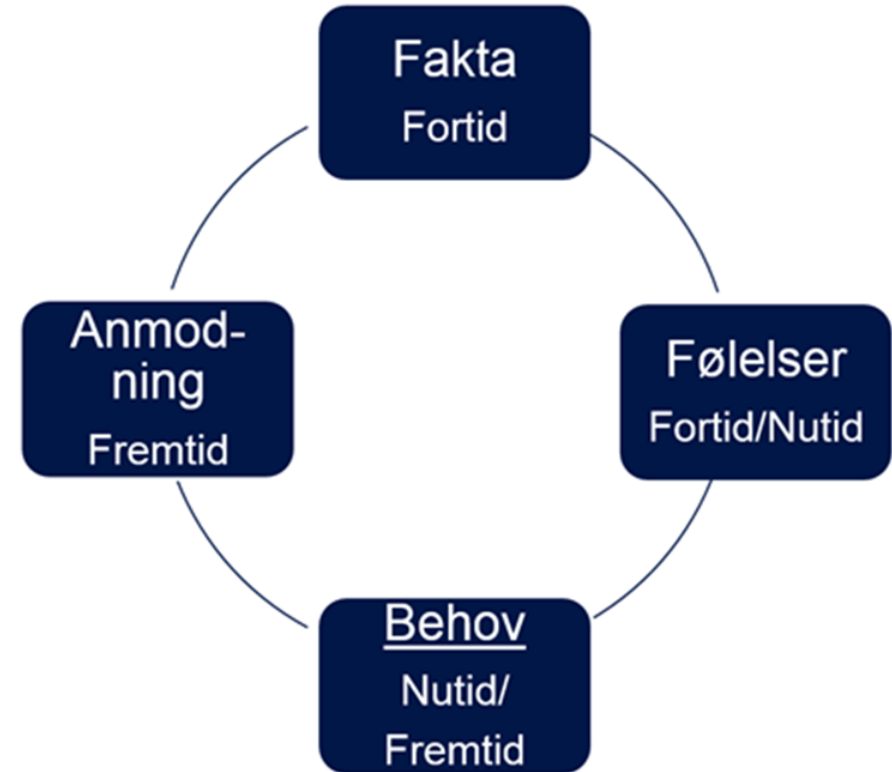 Fakta
Fortid
Følelser
Fortid/Nutid
Behov
Nutid/
Fremtid
Anmod-
ning
Fremtid